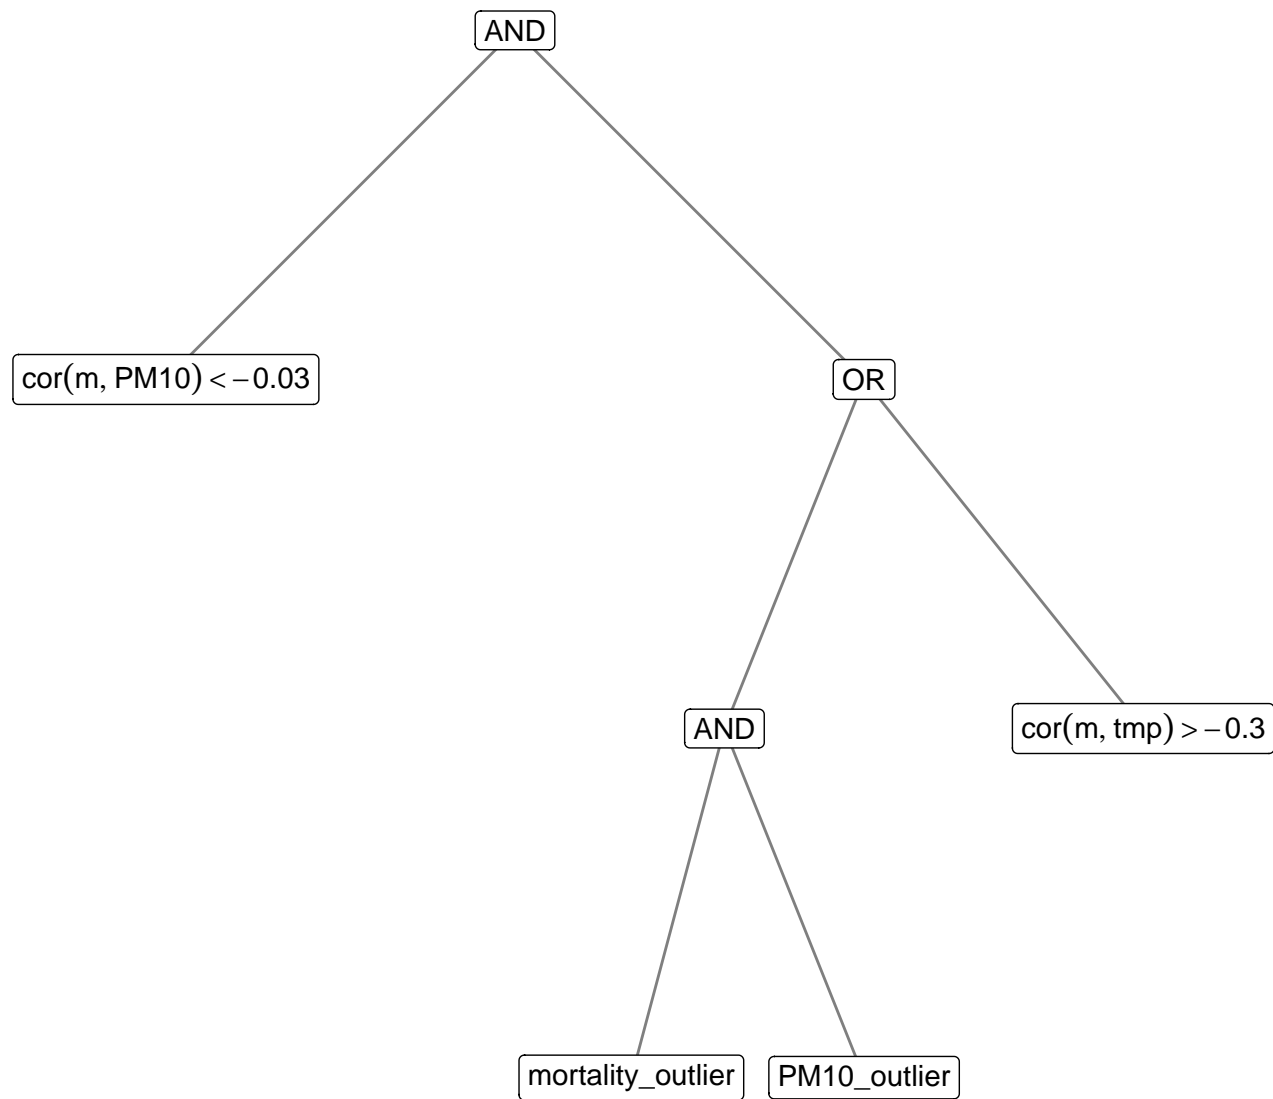 AND
cor(m, PM10) < −0.03
OR
AND
cor(m, tmp) > −0.3
mortality_outlier
PM10_outlier